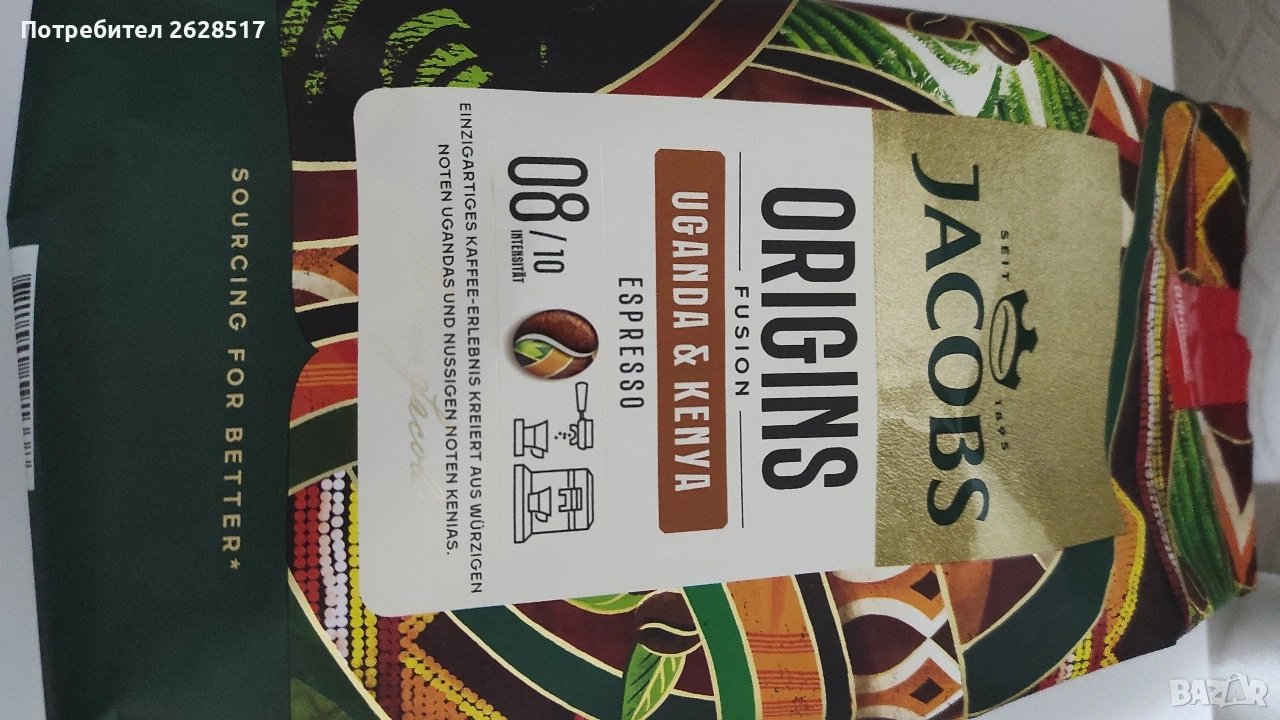 Потребител 2628517
SEIT 1895
JACOBS
ORIGINS
FUSION
UGANDA & KENYA
ESPRESSO
08/10
INTENSITÄT
EINZIGARTIGES KAFFEE-ERLEBNIS KREIERT AUS WÜRZIGEN
NOTEN UGANDAS UND NUSSIGEN NOTEN KENIAS.
SOURCING FOR BETTER*
BAZAR